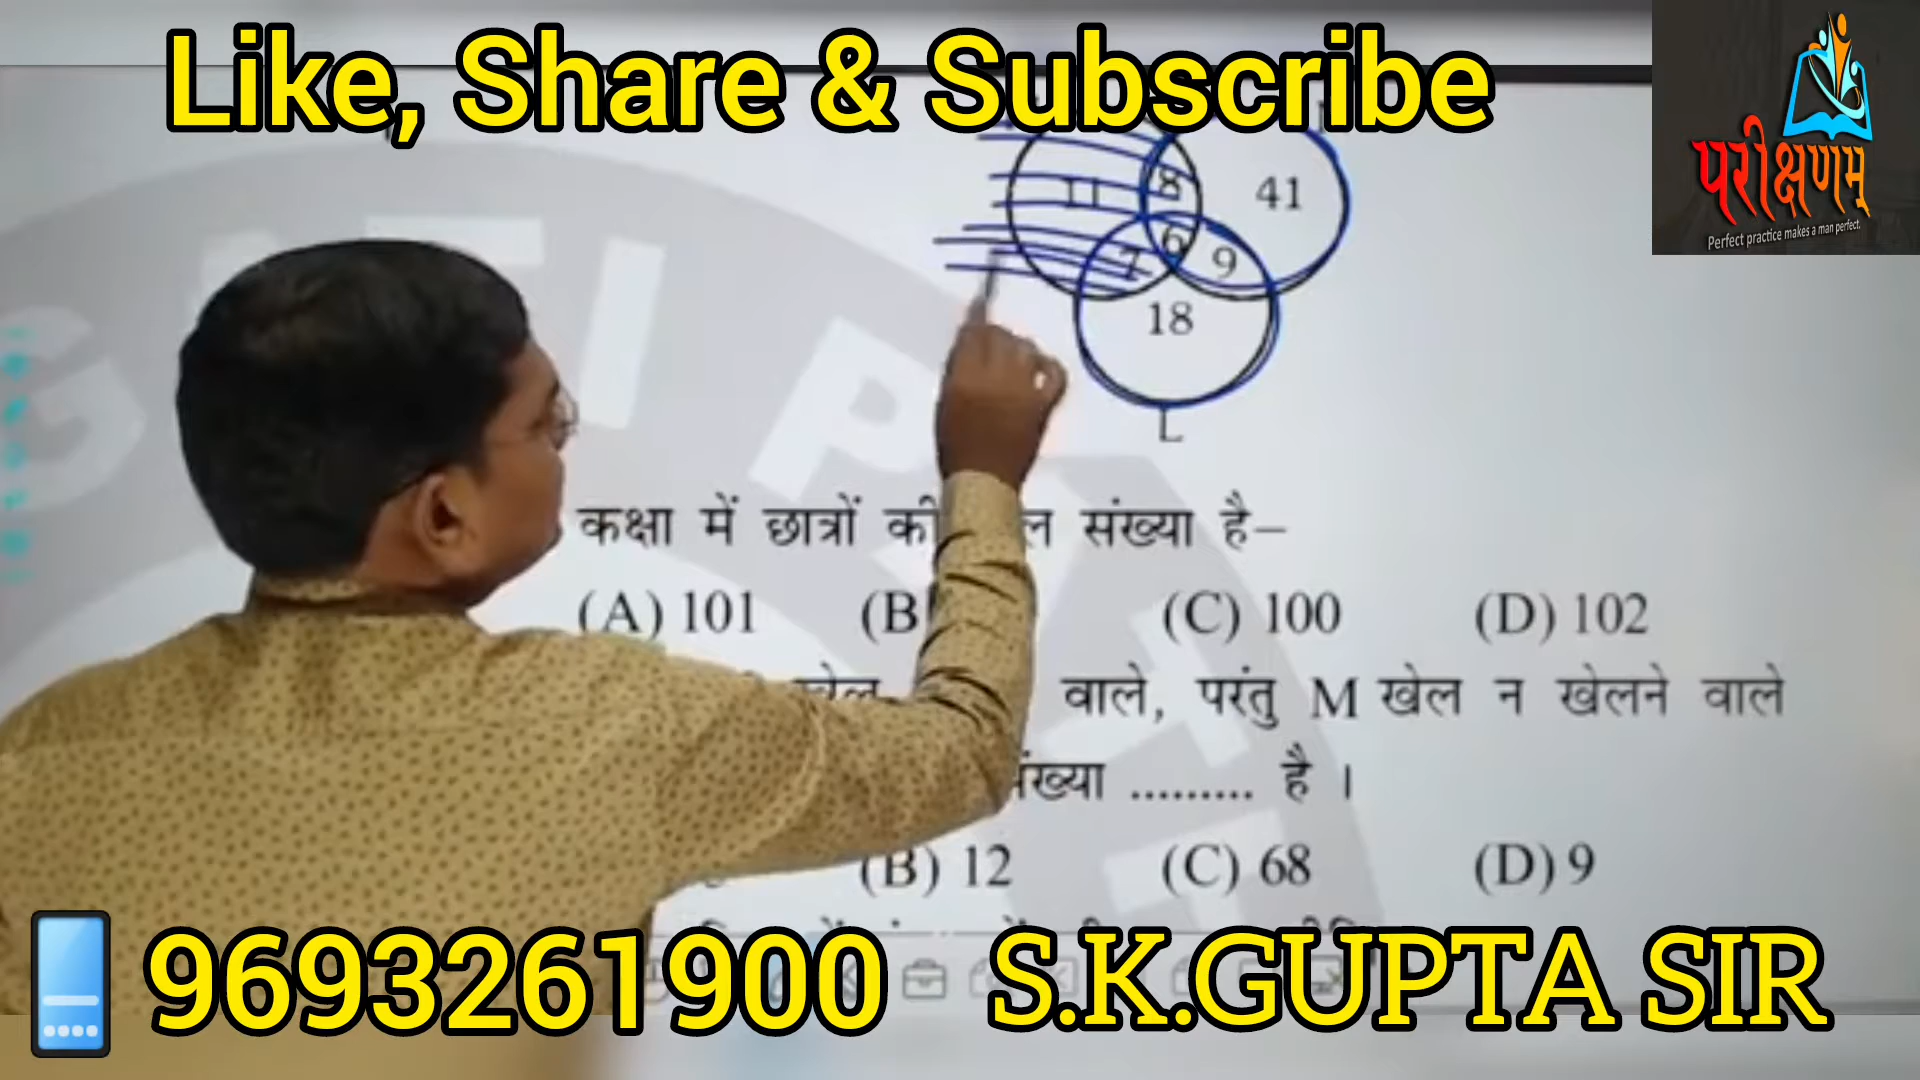 Like, Share & Subscribe
परीक्षणम्
Perfect practice makes a man perfect.
11 8 41
6
7 9
18
L
कक्षा में छात्रों की संख्या है–
(A) 101 (B (C) 100 (D) 102
खेल वाले, परंतु M खेल न खेलने वाले
संख्या ......... है ।
(B) 12 (C) 68 (D) 9
9693261900 S.K.GUPTA SIR